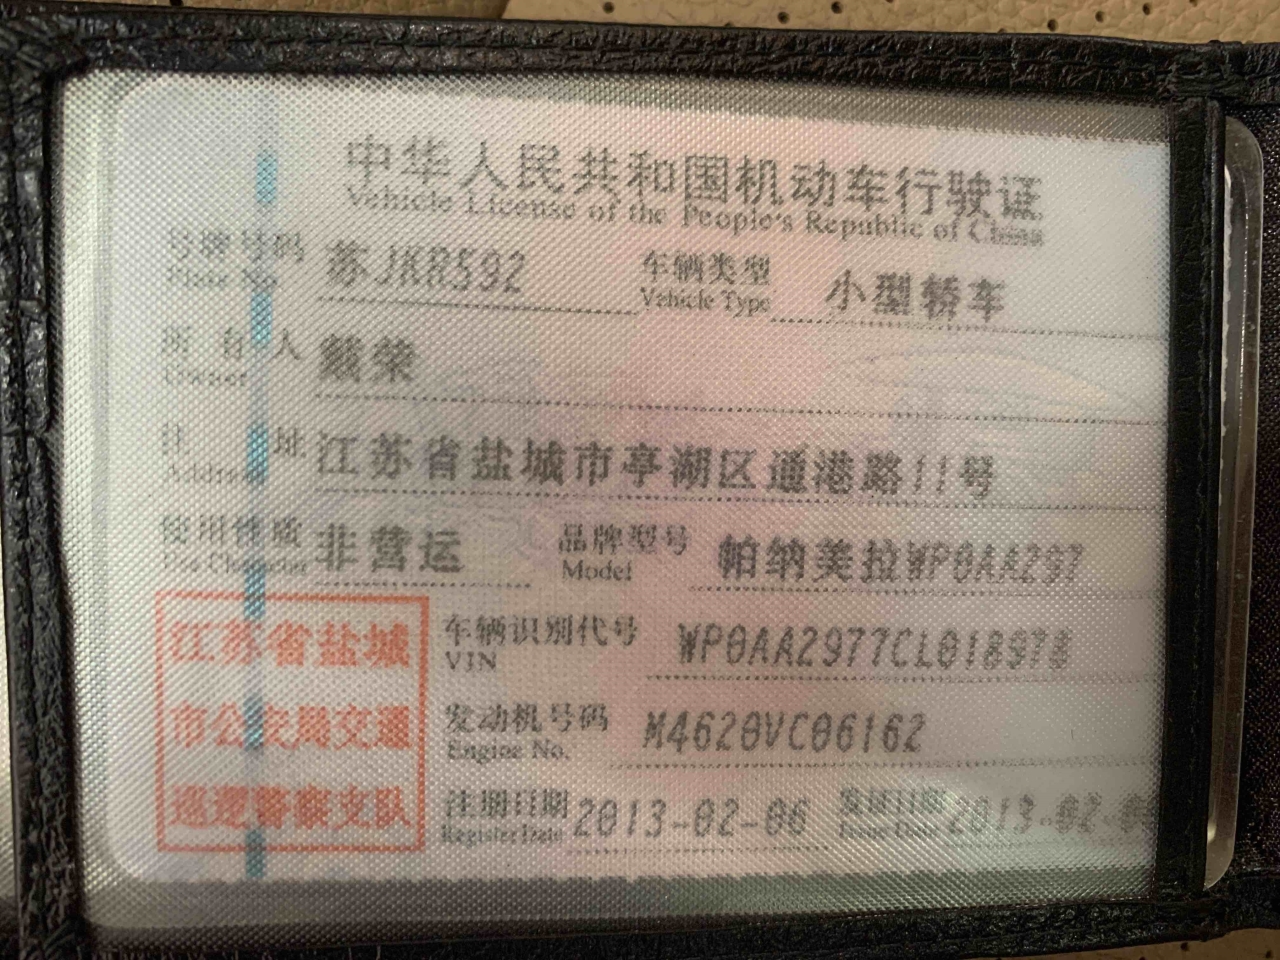 中华人民共和国机动车行驶证
Vehicle License of the People's Republic of China
号牌号码 苏JKR592 车辆类型 小型轿车
Plate No. Vehicle Type
所有人 戴荣
Owner
住址 江苏省盐城市亭湖区通港路11号
Address
使用性质 非营运 品牌型号 帕纳美拉WP0AA297
Use Character Model
江苏省盐城
市公安局交通
巡逻警察支队
车辆识别代号 WP0AA2977CL018978
VIN
发动机号码 M4620VC06162
Engine No.
注册日期 2013-02-06 发证日期 2013-02-
Register Date Issue Date